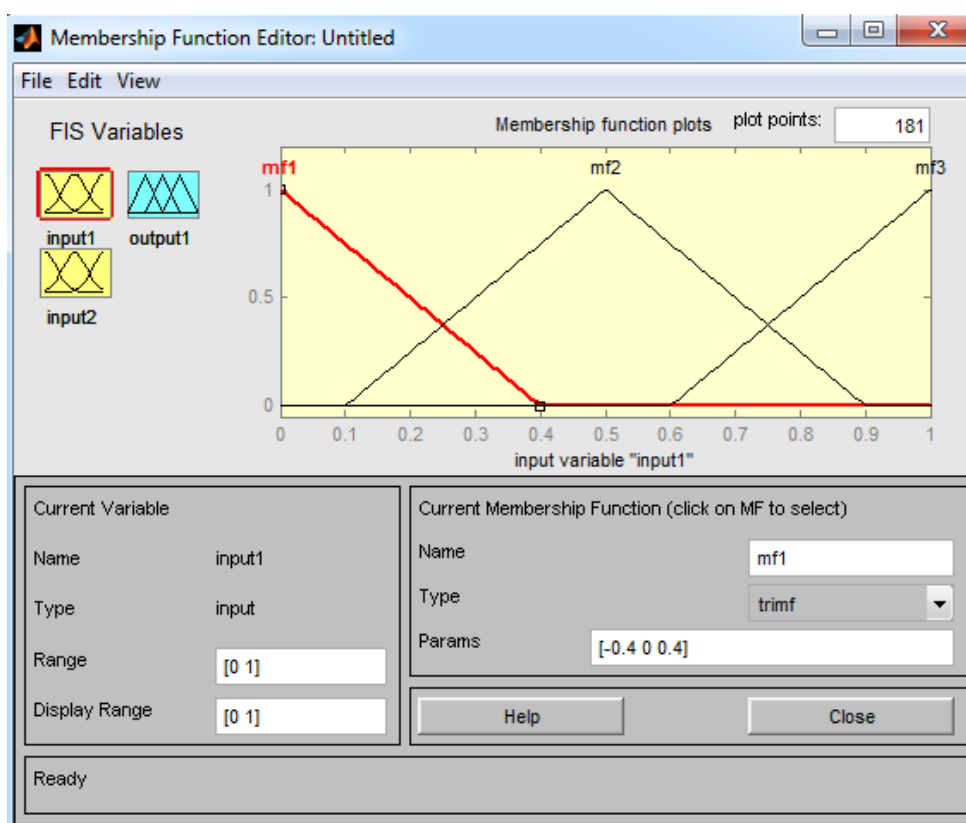 Membership Function Editor: Untitled
File Edit View
FIS Variables
Membership function plots plot points: 181
mf1 mf2 mf3
input1 output1
input2
1
0.5
0
0 0.1 0.2 0.3 0.4 0.5 0.6 0.7 0.8 0.9 1
input variable "input1"
Current Variable
Name input1
Type input
Range [0 1]
Display Range [0 1]
Current Membership Function (click on MF to select)
Name mf1
Type trimf
Params [-0.4 0 0.4]
Help Close
Ready